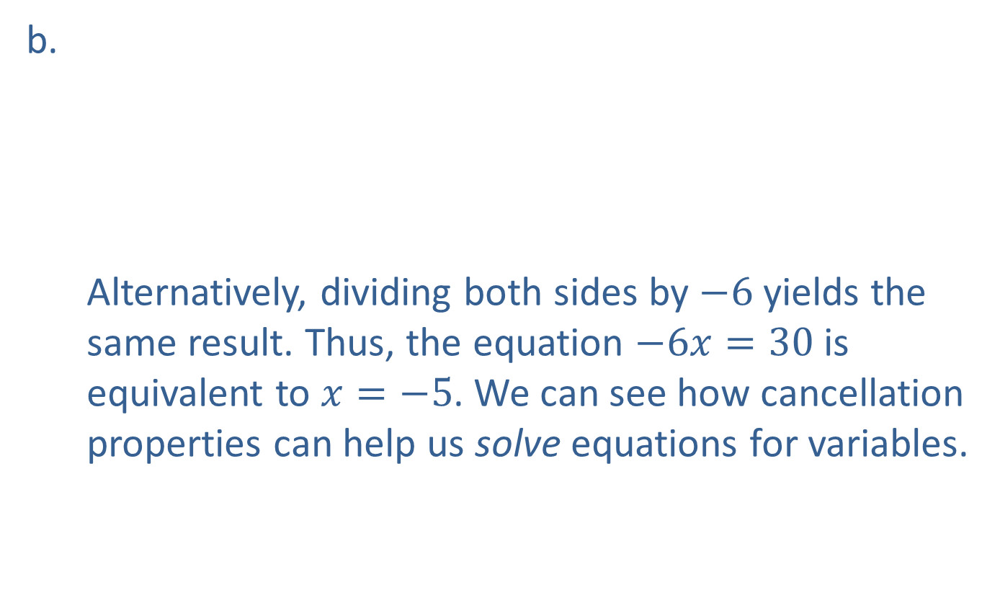 b.
Alternatively, dividing both sides by −6 yields the
same result. Thus, the equation −6𝑥 = 30 is
equivalent to 𝑥 = −5. We can see how cancellation
properties can help us solve equations for variables.